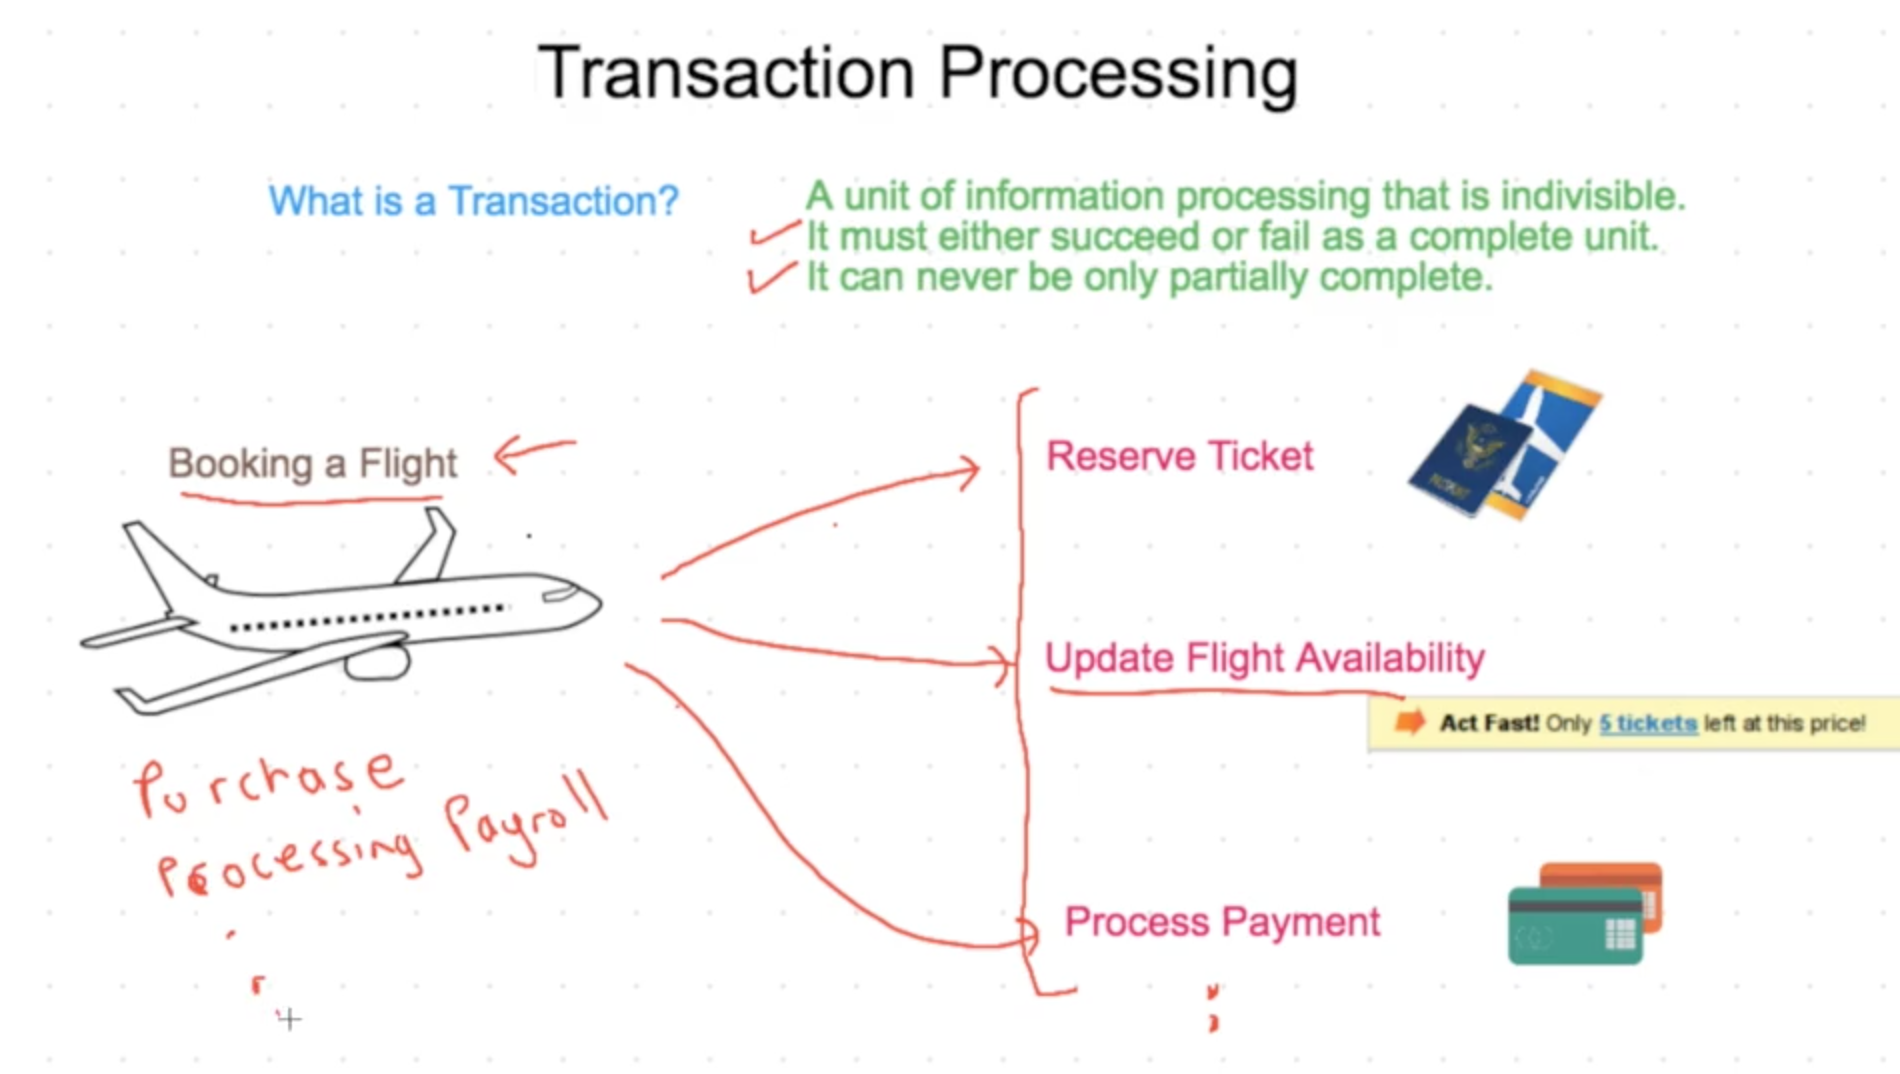 Transaction Processing
What is a Transaction?
A unit of information processing that is indivisible.
It must either succeed or fail as a complete unit.
It can never be only partially complete.
Booking a Flight
Reserve Ticket
PASSPORT
Update Flight Availability
Act Fast! Only 5 tickets left at this price!
Purchase
Processing Payroll
Process Payment